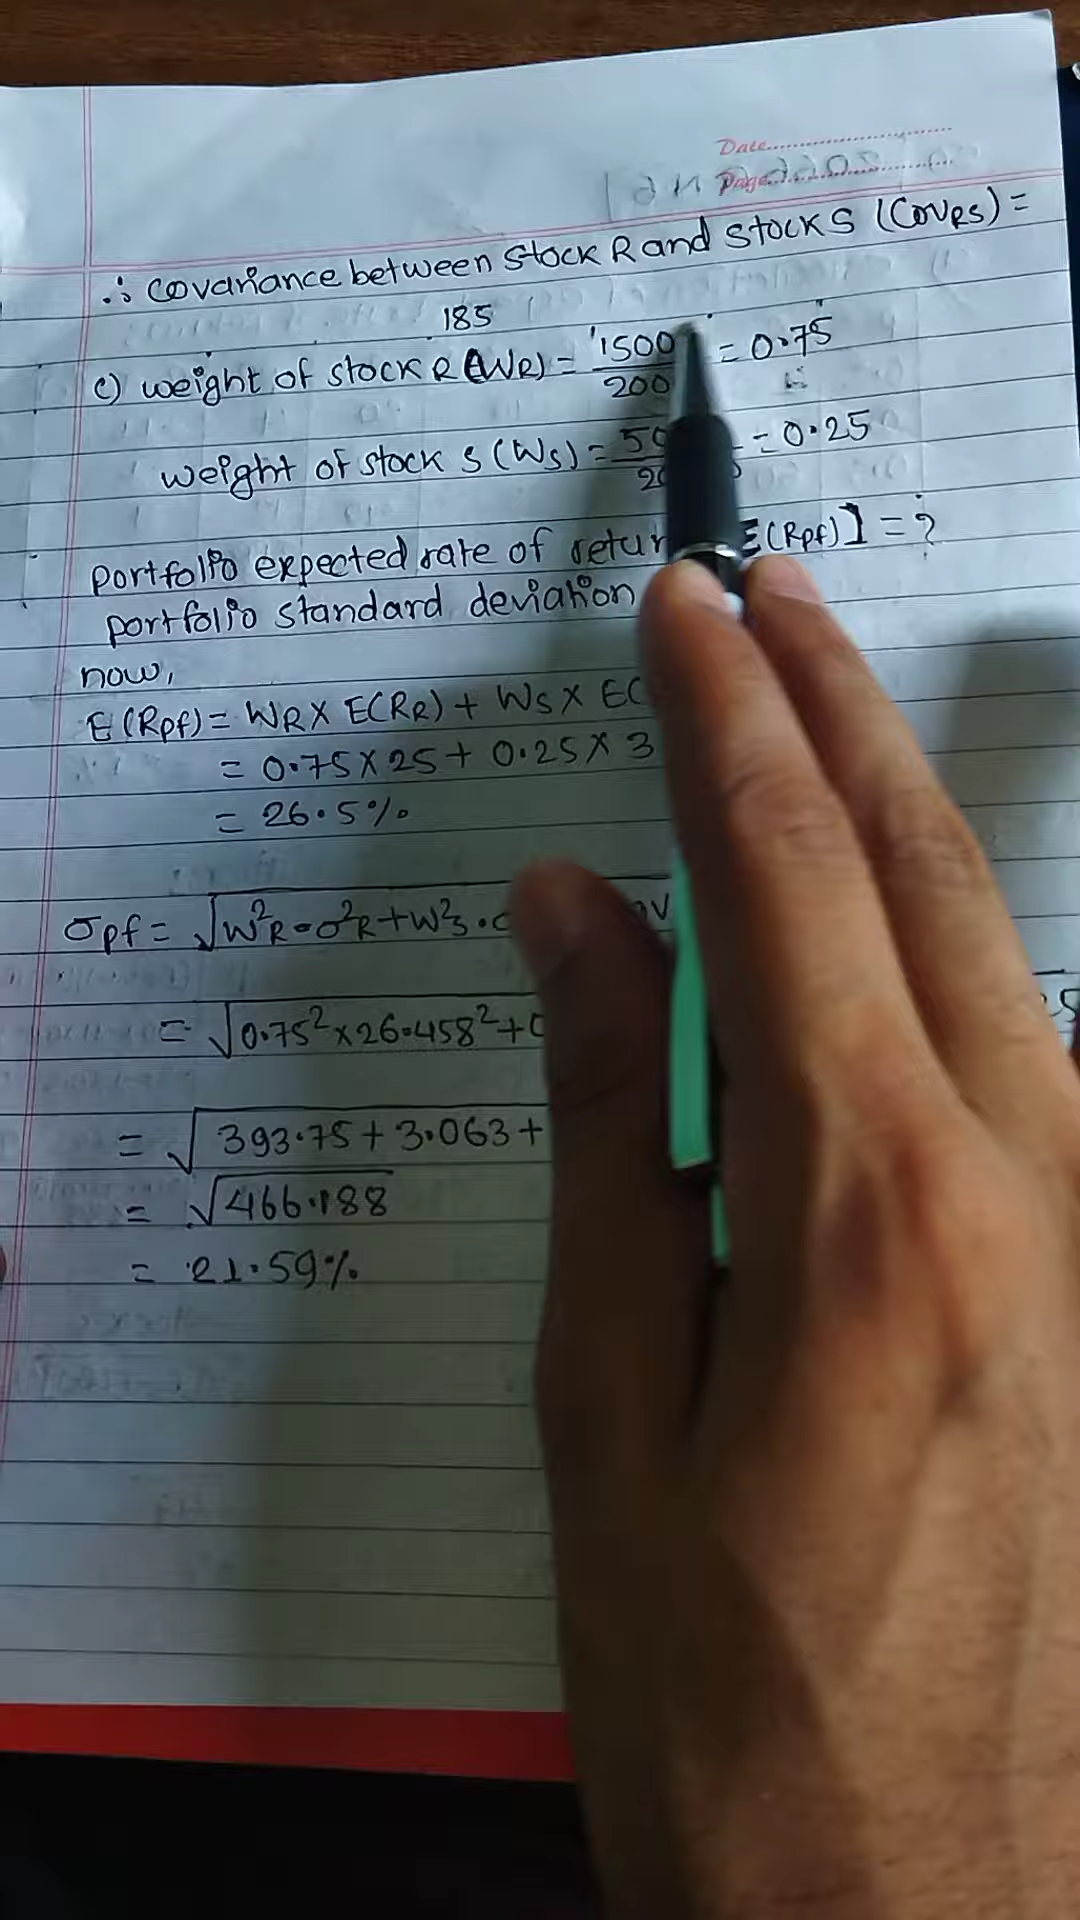 Date
Page
∴ covariance between Stock R and Stock S (CovRS) =
185
c) weight of stock R (WR) = 1500 = 0.75
200
weight of stock s (Ws) = = 0.25
portfolio expected rate of E(Rpf)] = ?
portfolio standard deviation
now,
E(Rpf) = WR X E(RR) + Ws X
= 0.75 X 25 + 0.25 X
= 26.5%
σpf = √W²R.σ²R + W²s.
= √0.75² x 26.458² +
= √393.75 + 3.063 +
= √466.188
= 21.59%